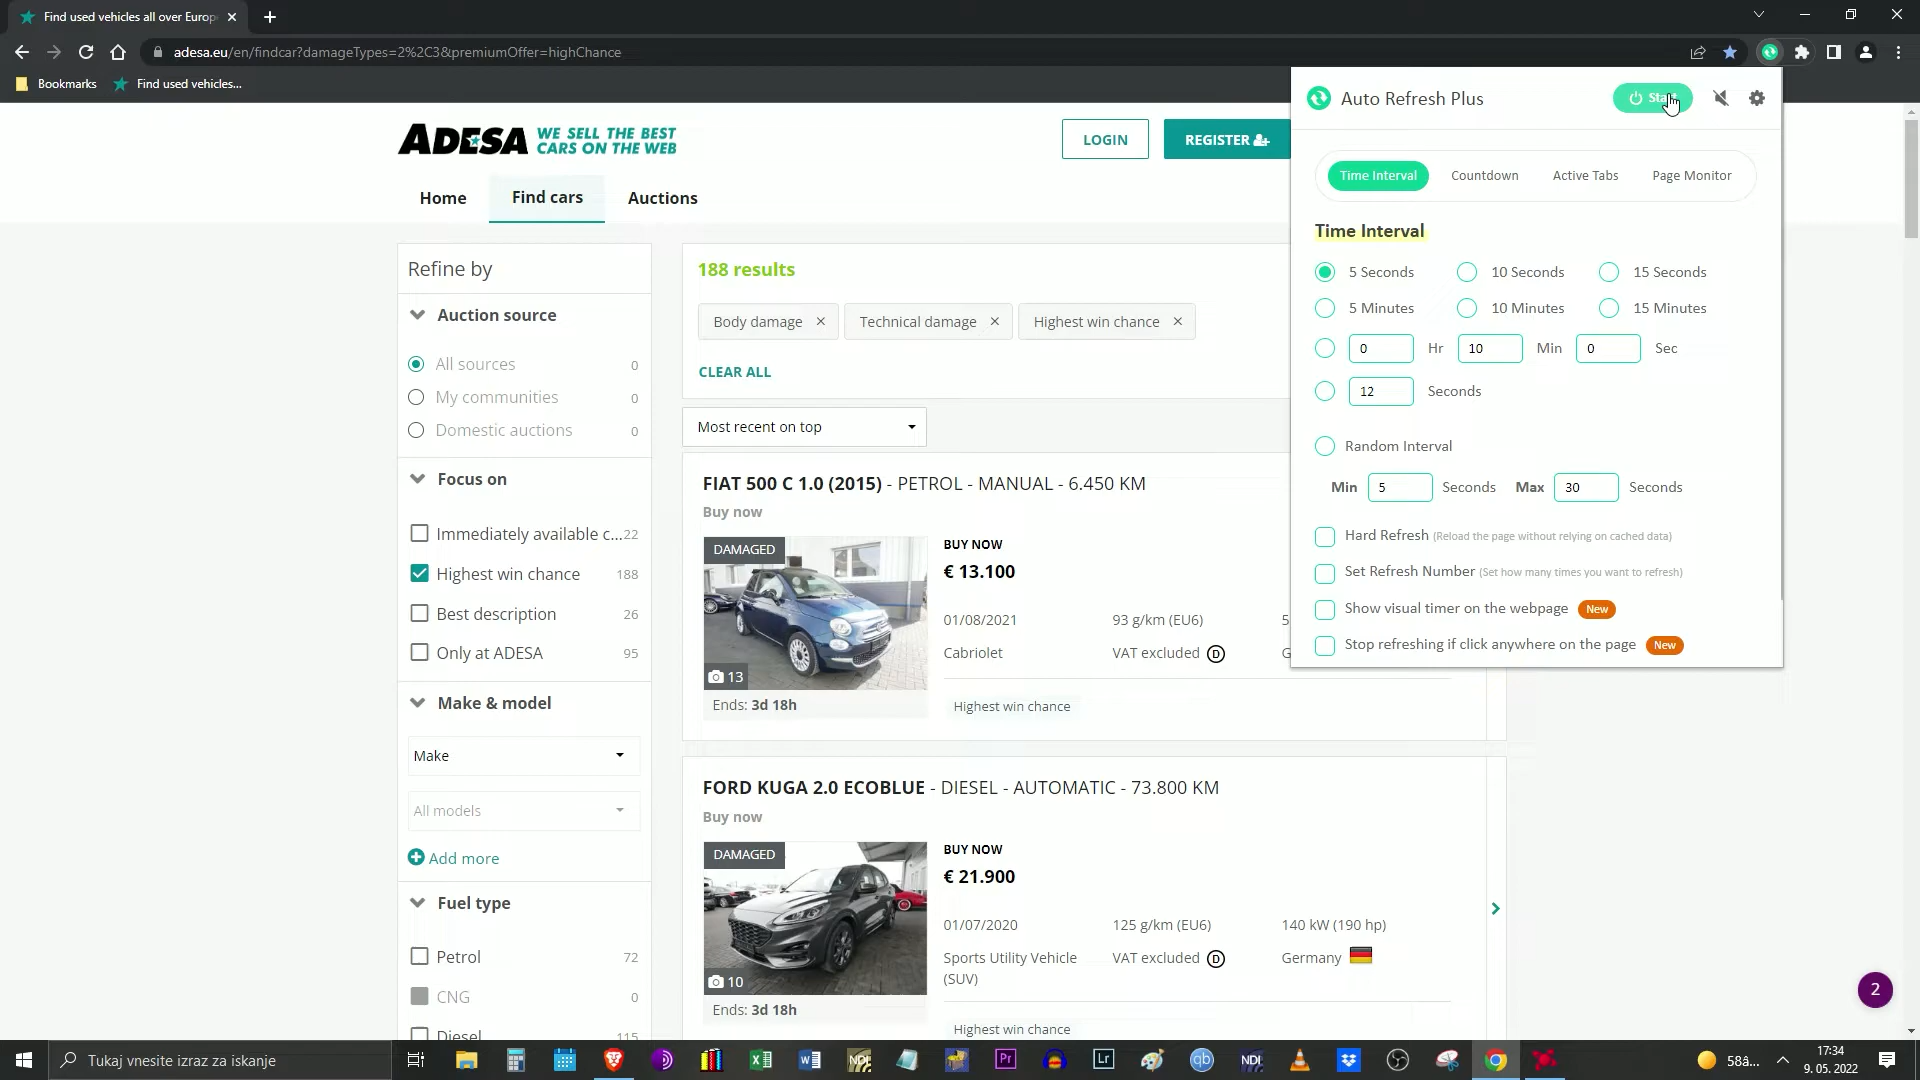 Find used vehicles all over Europ
adesa.eu/en/findcar?damageTypes=2%2C3&premiumOffer=highChance
Bookmarks
Find used vehicles...
ADESA
WE SELL THE BEST
CARS ON THE WEB
LOGIN
REGISTER
Home
Find cars
Auctions
Refine by
Auction source
All sources 0
My communities 0
Domestic auctions 0
Focus on
Immediately available c... 22
Highest win chance 188
Best description 26
Only at ADESA 95
Make & model
Make
All models
Add more
Fuel type
Petrol 72
CNG 0
Diesel 115
188 results
Body damage ×
Technical damage ×
Highest win chance ×
CLEAR ALL
Most recent on top
FIAT 500 C 1.0 (2015) - PETROL - MANUAL - 6.450 KM
Buy now
DAMAGED
13
Ends: 3d 18h
BUY NOW
€ 13.100
01/08/2021 93 g/km (EU6) 5
Cabriolet VAT excluded D G
Highest win chance
FORD KUGA 2.0 ECOBLUE - DIESEL - AUTOMATIC - 73.800 KM
Buy now
DAMAGED
10
Ends: 3d 18h
BUY NOW
€ 21.900
01/07/2020 125 g/km (EU6) 140 kW (190 hp)
Sports Utility Vehicle VAT excluded D Germany
(SUV)
Highest win chance
Auto Refresh Plus
Time Interval Countdown Active Tabs Page Monitor
Time Interval
5 Seconds 10 Seconds 15 Seconds
5 Minutes 10 Minutes 15 Minutes
0 Hr 10 Min 0 Sec
12 Seconds
Random Interval
Min 5 Seconds Max 30 Seconds
Hard Refresh (Reload the page without relying on cached data)
Set Refresh Number (Set how many times you want to refresh)
Show visual timer on the webpage New
Stop refreshing if click anywhere on the page New
2
Tukaj vnesite izraz za iskanje
NDI
Pr
Lr
qb
NDI
58â...
17:34
9. 05. 2022